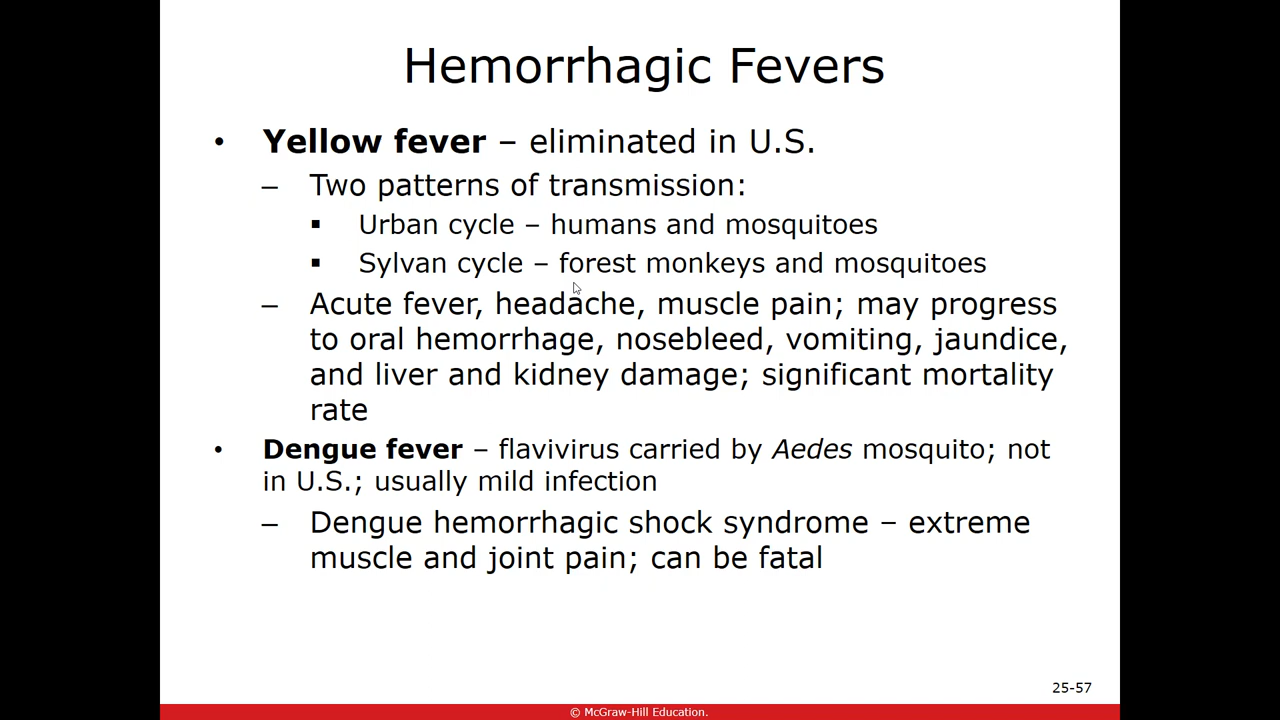 Hemorrhagic Fevers
• Yellow fever – eliminated in U.S.
– Two patterns of transmission:
▪ Urban cycle – humans and mosquitoes
▪ Sylvan cycle – forest monkeys and mosquitoes
– Acute fever, headache, muscle pain; may progress
to oral hemorrhage, nosebleed, vomiting, jaundice,
and liver and kidney damage; significant mortality
rate
• Dengue fever – flavivirus carried by Aedes mosquito; not
in U.S.; usually mild infection
– Dengue hemorrhagic shock syndrome – extreme
muscle and joint pain; can be fatal
25-57
© McGraw-Hill Education.